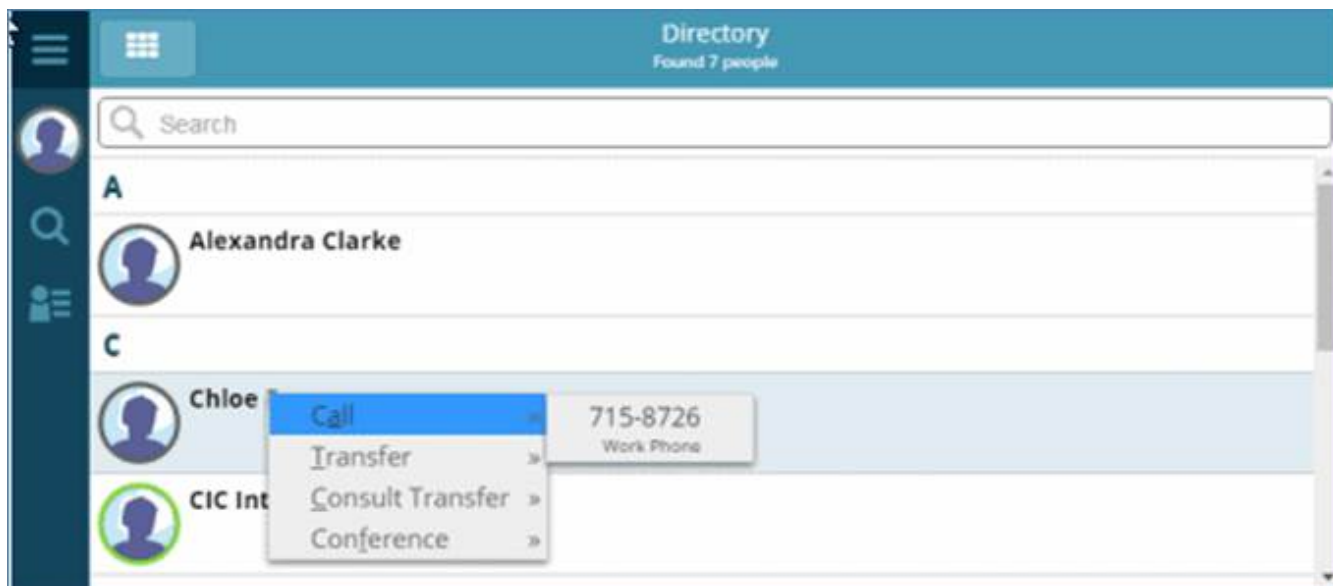 Directory
Found 7 people
Search
A
Alexandra Clarke
C
Chloe
Call »
715-8726
Work Phone
Transfer »
Consult Transfer »
Conference »
CIC Int